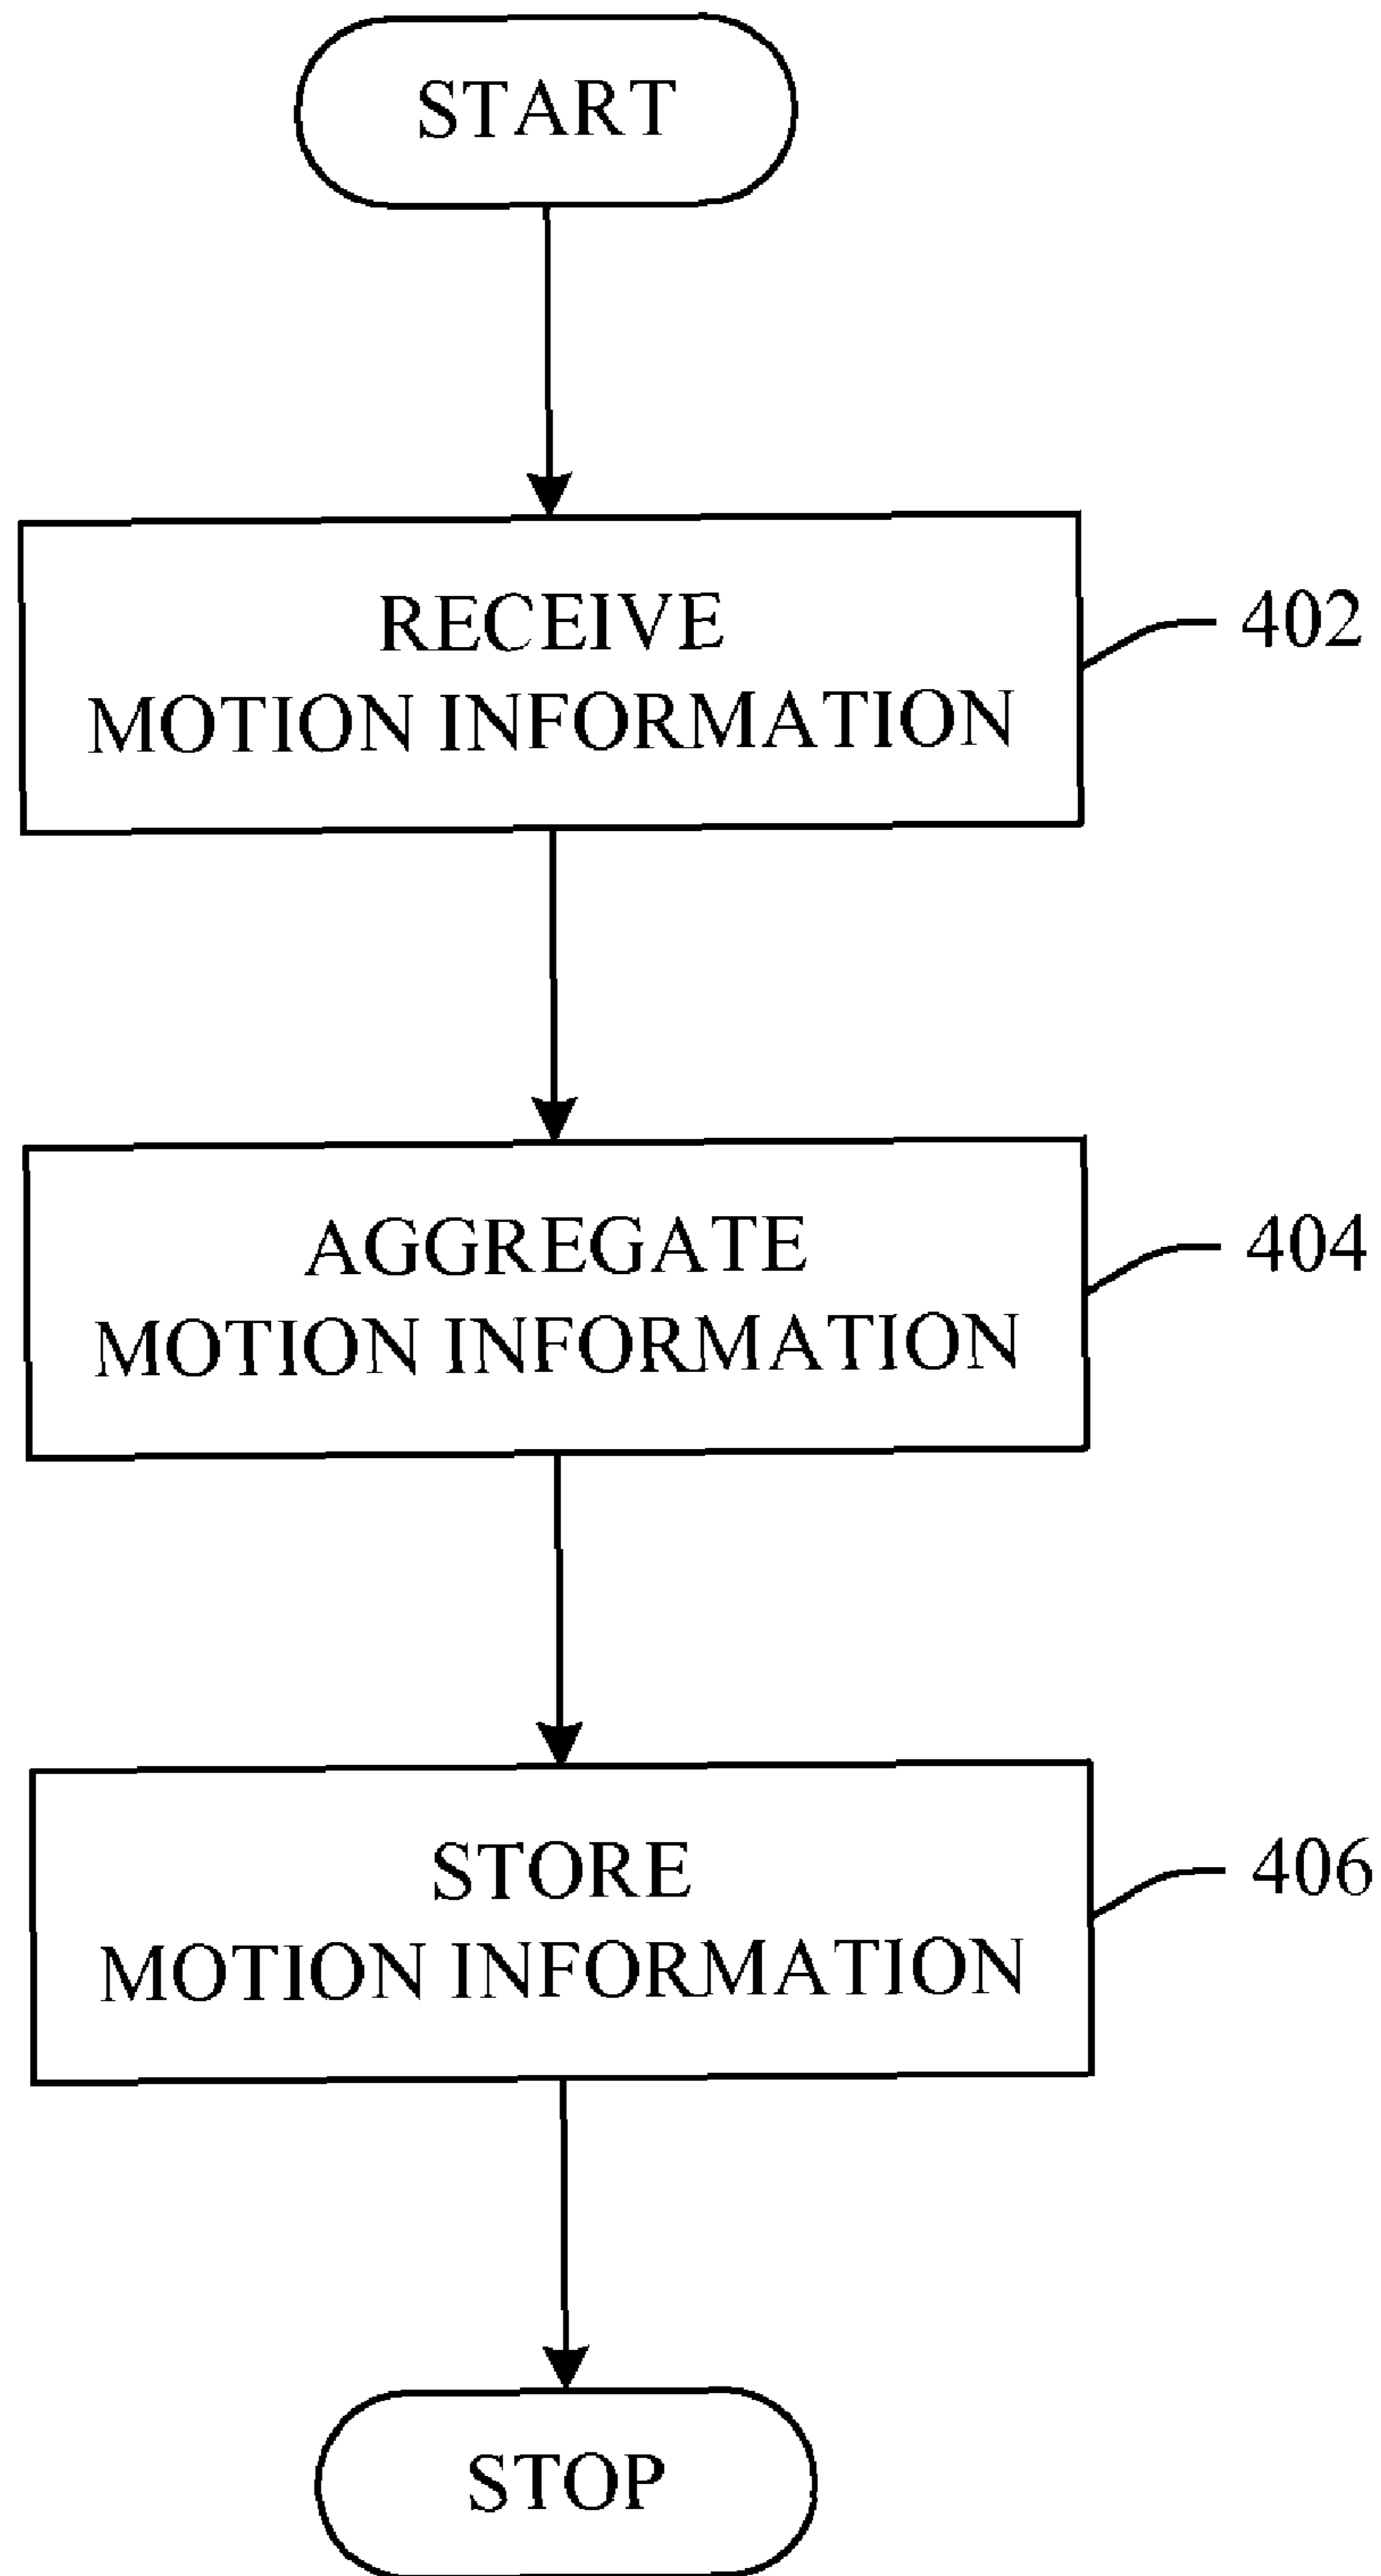 START
RECEIVE
MOTION INFORMATION
402
AGGREGATE
MOTION INFORMATION
404
STORE
MOTION INFORMATION
406
STOP